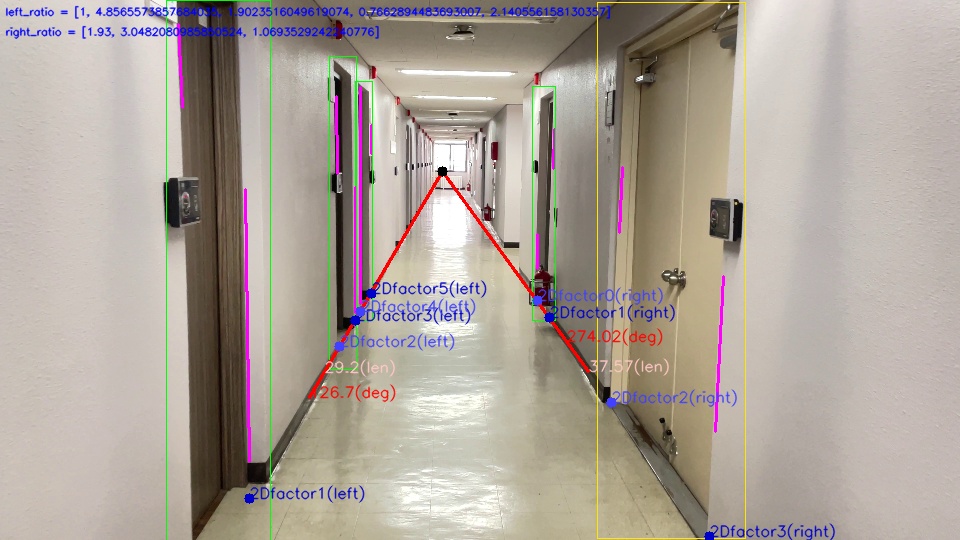 left_ratio = [1, 4.8565573857684035, 1.9023516049619074, 0.7662894483693007, 2.140556158130357]
right_ratio = [1.93, 3.0482080985850524, 1.0693529242240776]
2Dfactor5(left)
2Dfactor0(right)
2Dfactor4(left)
2Dfactor3(left)
2Dfactor1(right)
274.02(deg)
2Dfactor2(left)
29.2(len)
37.57(len)
26.7(deg)
2Dfactor2(right)
2Dfactor1(left)
2Dfactor3(right)